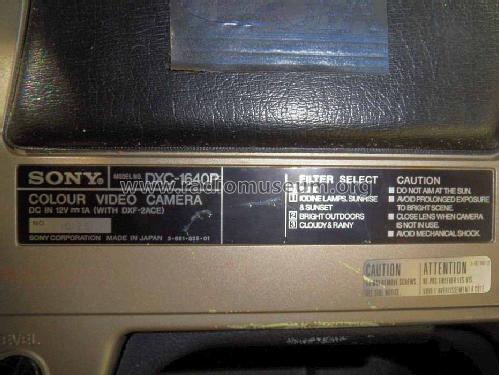 SONY MODEL NO. DXC-1640P
COLOUR VIDEO CAMERA
DC IN 12V 1A (WITH DXF-2ACE)
NO.
SONY CORPORATION MADE IN JAPAN
FILTER SELECT
1 IODINE LAMPS, SUNRISE
& SUNSET
2 BRIGHT OUTDOORS
3 CLOUDY & RAINY
CAUTION
DO NOT AIM AT THE SUN.
AVOID PROLONGED EXPOSURE
TO BRIGHT SCENE.
CLOSE LENS WHEN CAMERA
IS NOT IN USE.
AVOID MECHANICAL SHOCK.
CAUTION
ATTENTION
www.radiomuseum.org